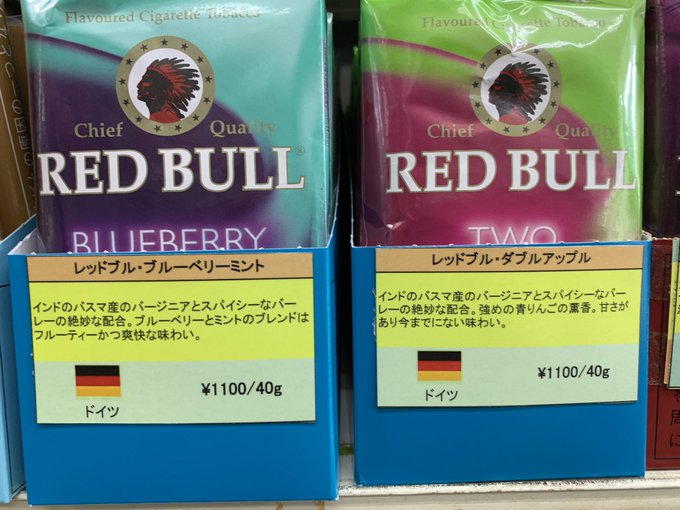 Flavoured Cigarette Tobacco
Chief Quality
RED BULL®
BLUEBERRY
レッドブル・ブルーベリーミント
インドのバスマ産のバージニアとスパイシーなバー
レーの絶妙な配合。ブルーベリーとミントのブレンドは
フルーティーかつ爽快な味わい。
ドイツ
¥1100/40g
Flavoured Cigarette Tobacco
Chief Quality
RED BULL
TWO
レッドブル・ダブルアップル
インドのバスマ産のバージニアとスパイシーなバー
レーの絶妙な配合。強めの青りんごの薫香。甘さが
あり今までにない味わい。
ドイツ
¥1100/40g